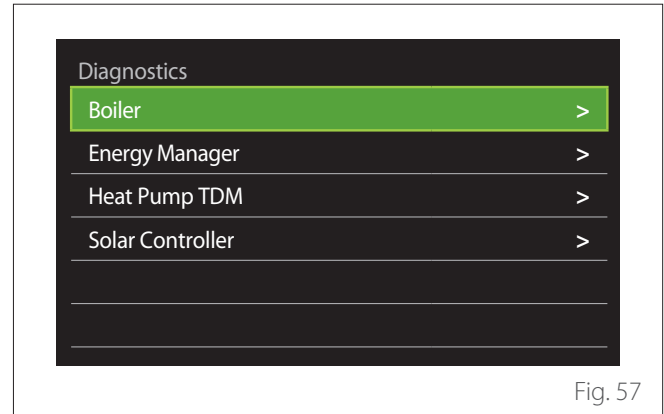 Diagnostics
Boiler >
Energy Manager >
Heat Pump TDM >
Solar Controller >
Fig. 57